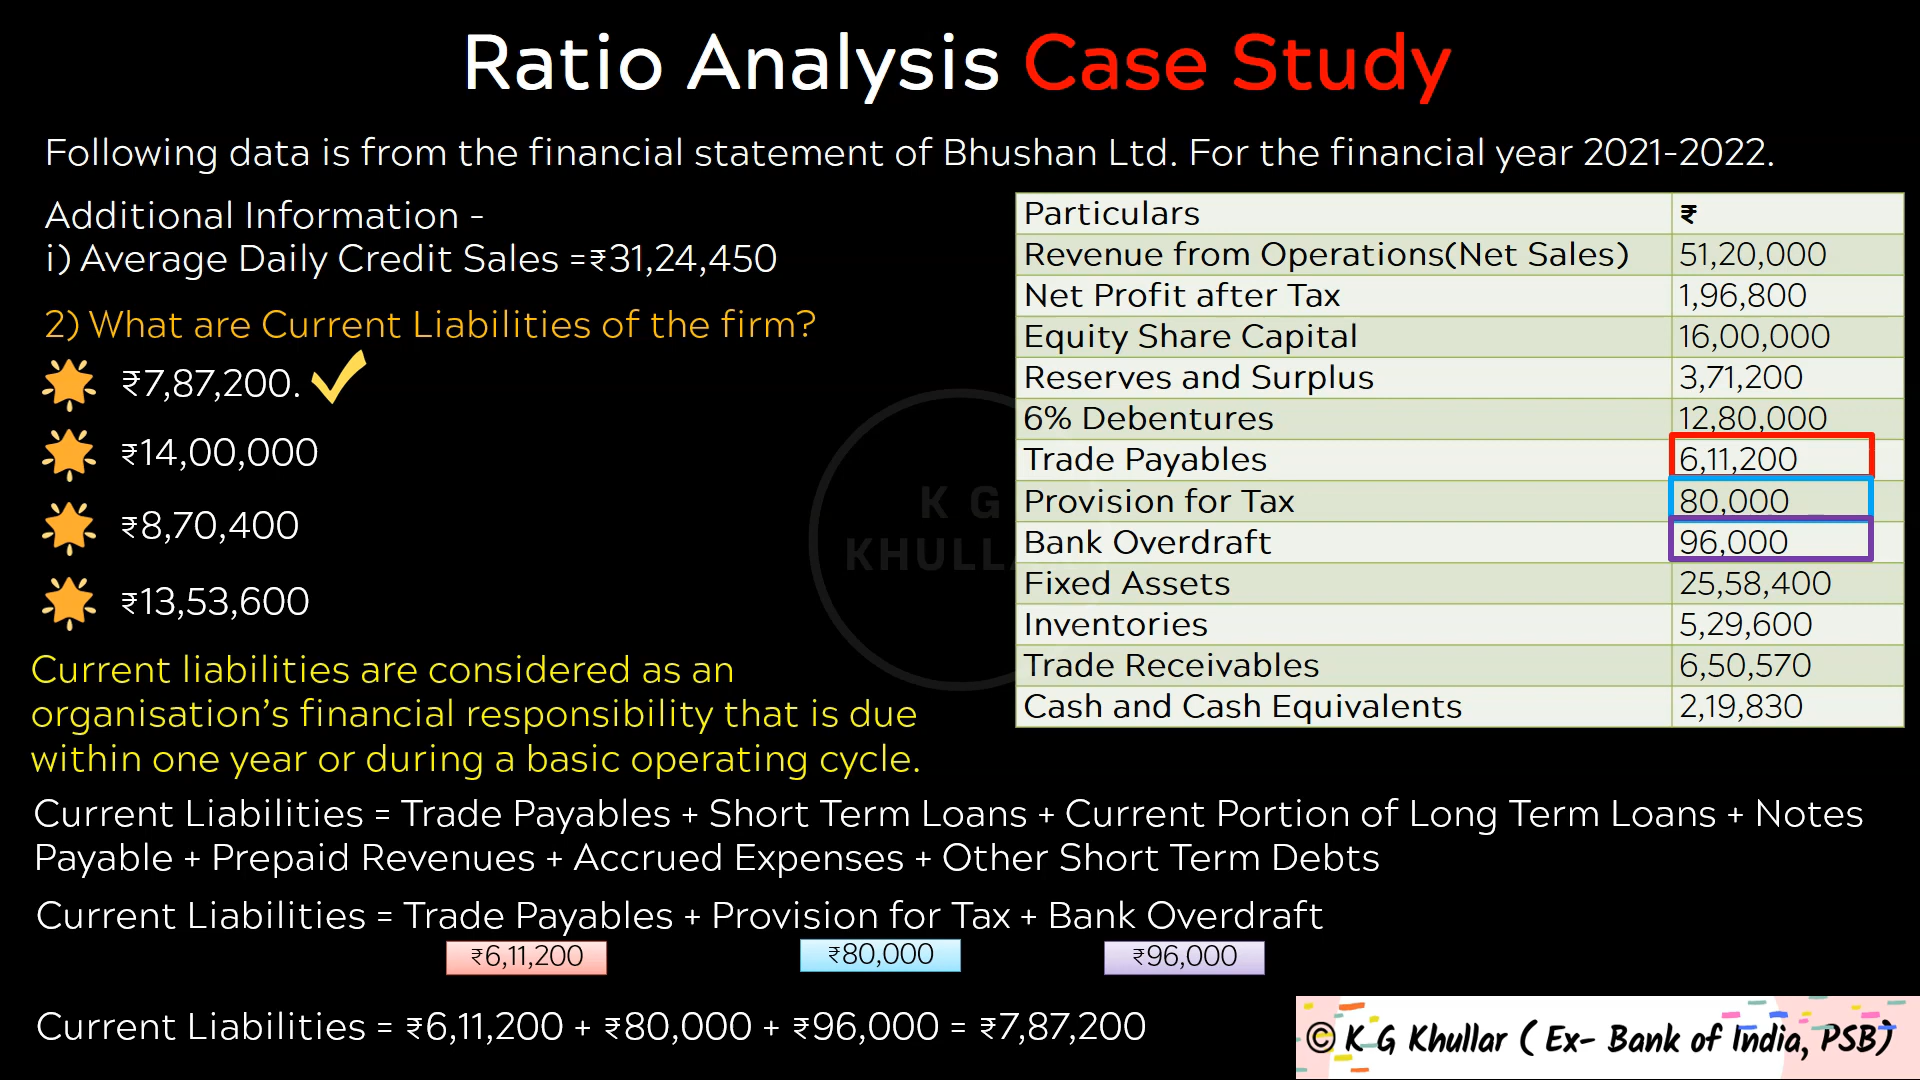 Ratio Analysis Case Study
Following data is from the financial statement of Bhushan Ltd. For the financial year 2021-2022.
Additional Information -
i) Average Daily Credit Sales =₹31,24,450
2) What are Current Liabilities of the firm?
₹7,87,200.
₹14,00,000
₹8,70,400
₹13,53,600
Particulars ₹
Revenue from Operations(Net Sales) 51,20,000
Net Profit after Tax 1,96,800
Equity Share Capital 16,00,000
Reserves and Surplus 3,71,200
6% Debentures 12,80,000
Trade Payables 6,11,200
Provision for Tax 80,000
Bank Overdraft 96,000
Fixed Assets 25,58,400
Inventories 5,29,600
Trade Receivables 6,50,570
Cash and Cash Equivalents 2,19,830
K G
KHULLA
Current liabilities are considered as an
organisation's financial responsibility that is due
within one year or during a basic operating cycle.
Current Liabilities = Trade Payables + Short Term Loans + Current Portion of Long Term Loans + Notes
Payable + Prepaid Revenues + Accrued Expenses + Other Short Term Debts
Current Liabilities = Trade Payables + Provision for Tax + Bank Overdraft
₹6,11,200 ₹80,000 ₹96,000
Current Liabilities = ₹6,11,200 + ₹80,000 + ₹96,000 = ₹7,87,200
© K G Khullar ( Ex- Bank of India, PSB)